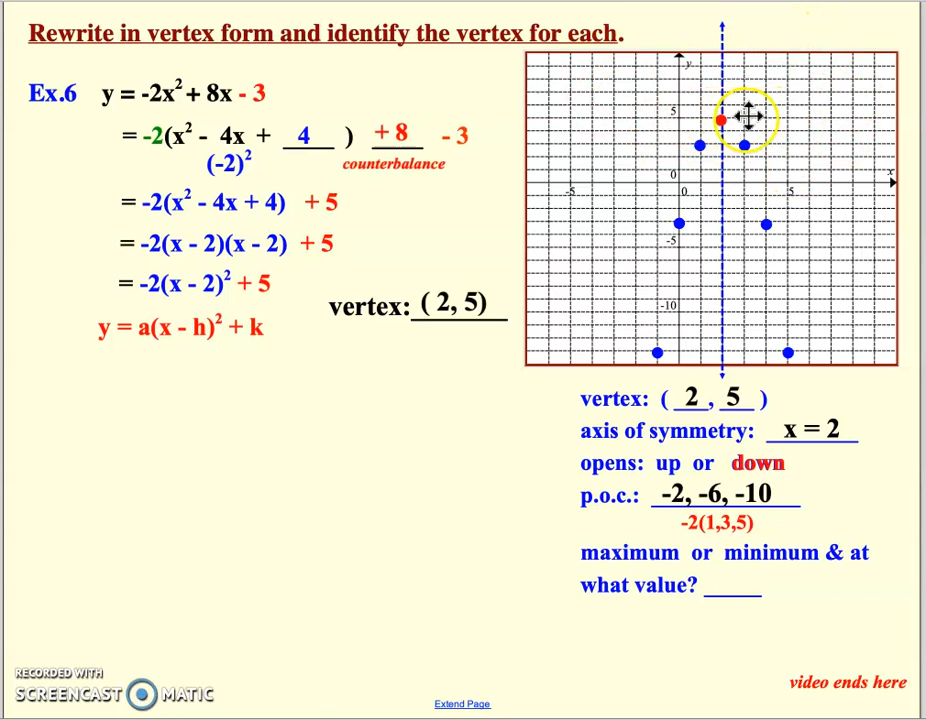 Rewrite in vertex form and identify the vertex for each.
Ex.6 y = -2x² + 8x - 3
= -2(x² - 4x + 4 ) + 8 - 3
(-2)² counterbalance
= -2(x² - 4x + 4) + 5
= -2(x - 2)(x - 2) + 5
= -2(x - 2)² + 5
vertex: ( 2, 5)
y = a(x - h)² + k
y
5
x
0
-5 0 5
-5
-10
vertex: ( 2 , 5 )
axis of symmetry: x = 2
opens: up or down
p.o.c.: -2, -6, -10
-2(1,3,5)
maximum or minimum & at
what value? _____
RECORDED WITH
SCREENCAST MATIC
video ends here
Extend Page